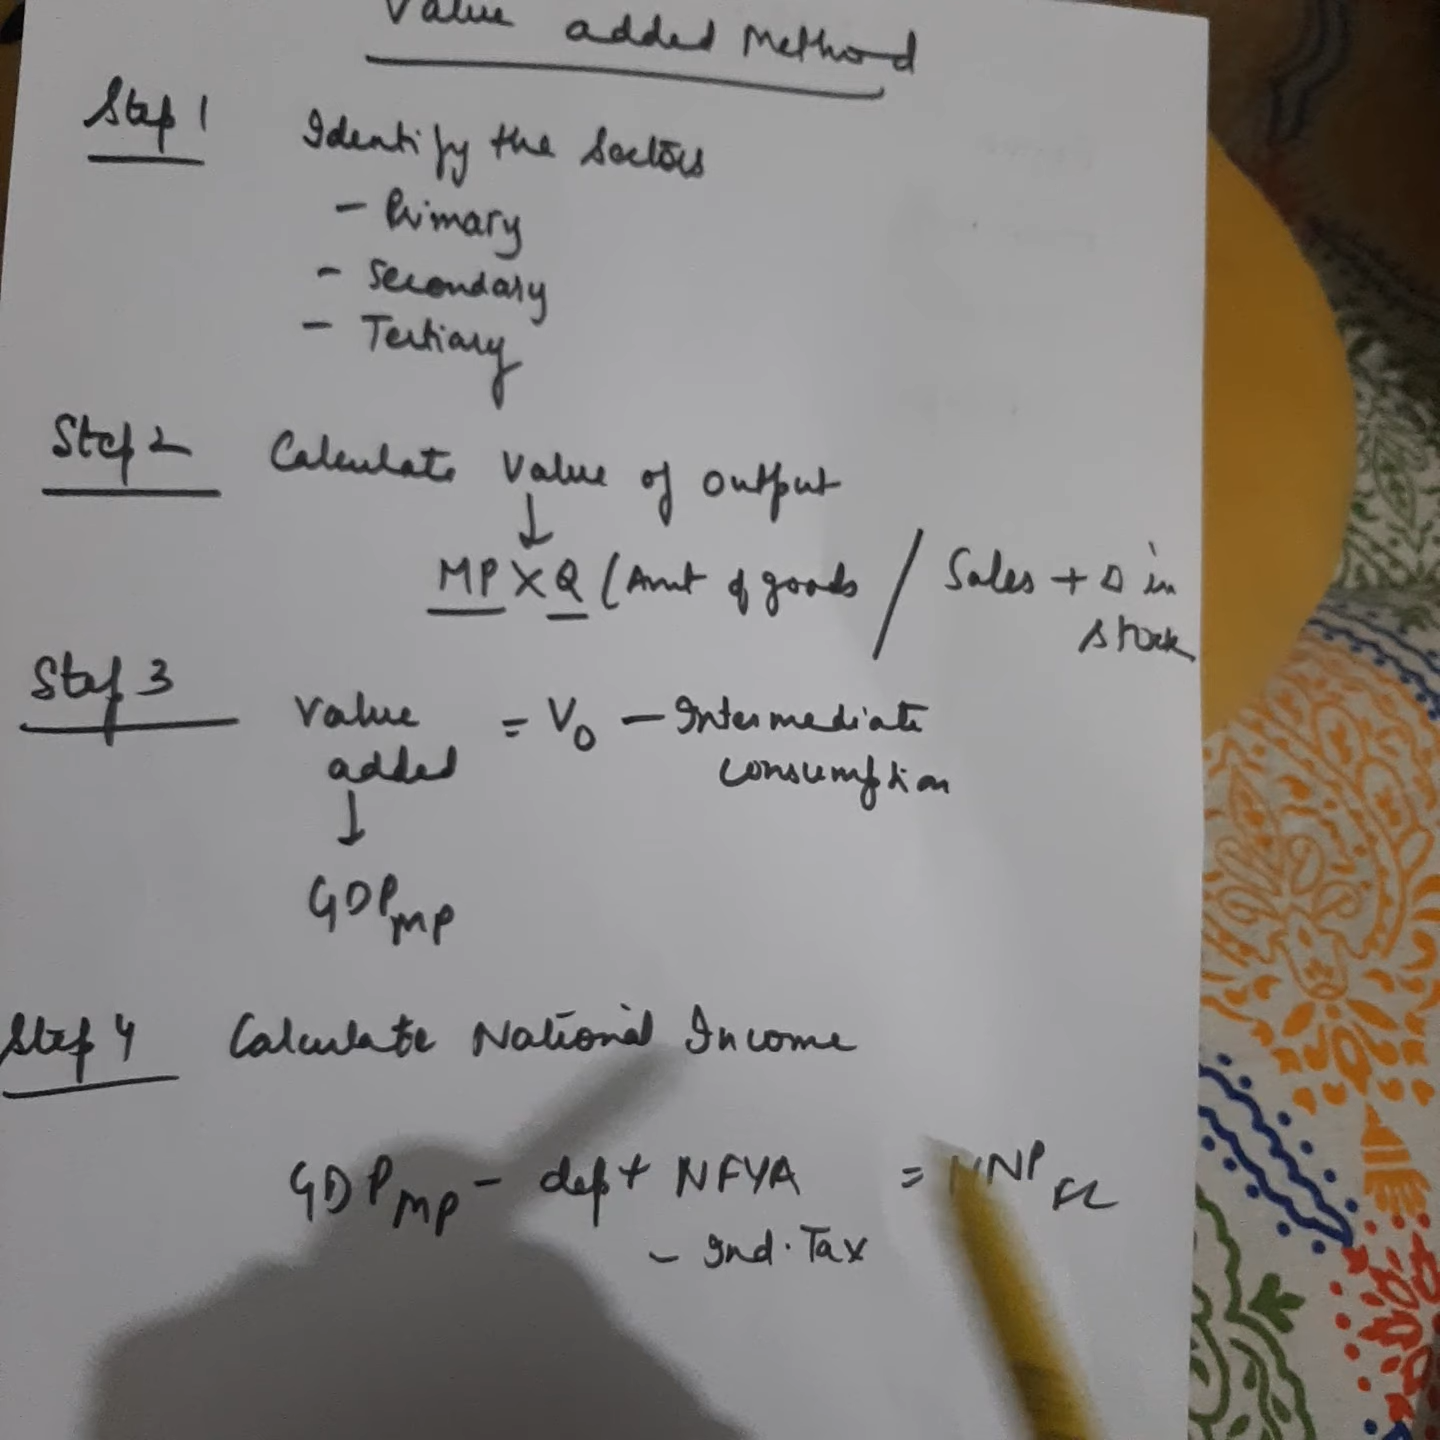 Value added Method
Step 1 Identify the Sectors
- Primary
- Secondary
- Tertiary
Step 2 Calculate Value of output
↓
MP X Q (Amt of goods / Sales + Δ in
stock
Step 3 Value = VO - Intermediate
added consumption
↓
GDPMP
Step 4 Calculate National Income
GDPMP - dep + NFYA = NNPFC
- Ind. Tax